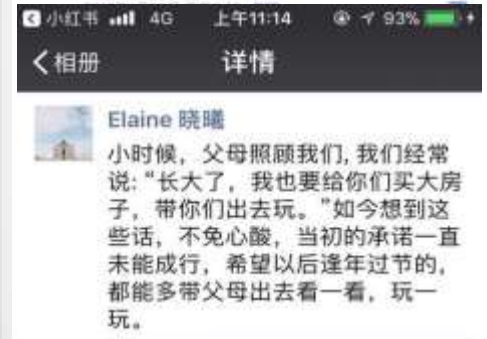 小红书 4G 上午11:14 93%
相册 详情
Elaine 晓曦
小时候，父母照顾我们, 我们经常
说:“长大了，我也要给你们买大房
子，带你们出去玩。”如今想到这
些话，不免心酸，当初的承诺一直
未能成行，希望以后逢年过节的，
都能多带父母出去看一看，玩一
玩。